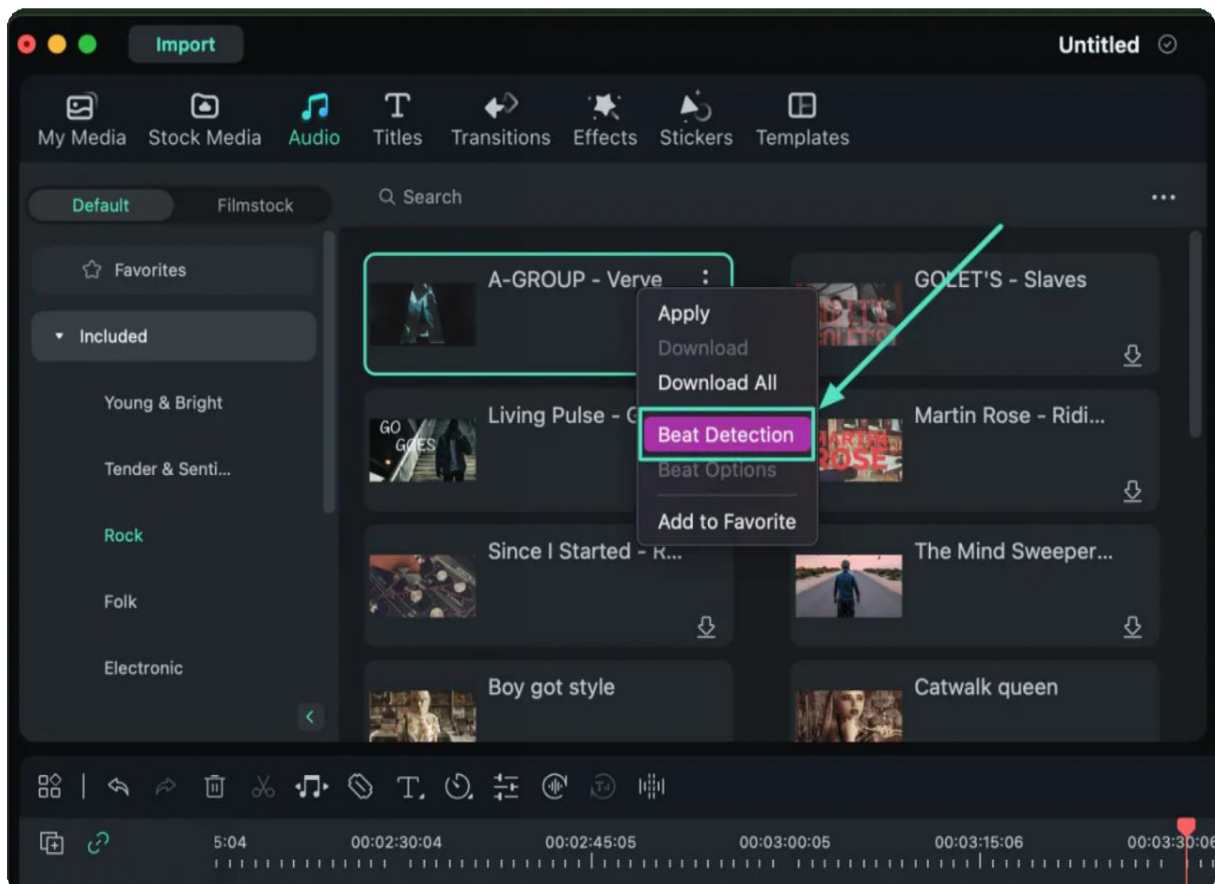 Import
Untitled
My Media Stock Media Audio Titles Transitions Effects Stickers Templates
Default Filmstock
Search
Favorites
Included
Young & Bright
Tender & Senti...
Rock
Folk
Electronic
A-GROUP - Verve
GOLET'S - Slaves
Apply
Download
Download All
Beat Detection
Beat Options
Add to Favorite
Living Pulse - G
GO
GOES
Martin Rose - Ridi...
MARTIN
ROSE
Since I Started - R...
The Mind Sweeper...
Boy got style
Catwalk queen
5:04 00:02:30:04 00:02:45:05 00:03:00:05 00:03:15:06 00:03:30:06